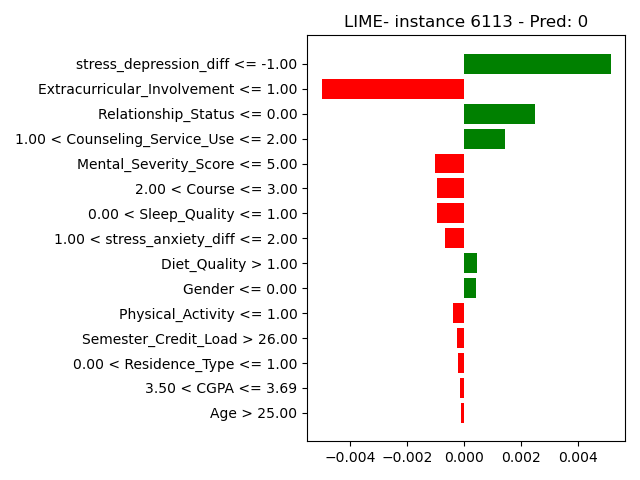 LIME- instance 6113 - Pred: 0
stress_depression_diff <= -1.00
Extracurricular_Involvement <= 1.00
Relationship_Status <= 0.00
1.00 < Counseling_Service_Use <= 2.00
Mental_Severity_Score <= 5.00
2.00 < Course <= 3.00
0.00 < Sleep_Quality <= 1.00
1.00 < stress_anxiety_diff <= 2.00
Diet_Quality > 1.00
Gender <= 0.00
Physical_Activity <= 1.00
Semester_Credit_Load > 26.00
0.00 < Residence_Type <= 1.00
3.50 < CGPA <= 3.69
Age > 25.00
−0.004 −0.002 0.000 0.002 0.004